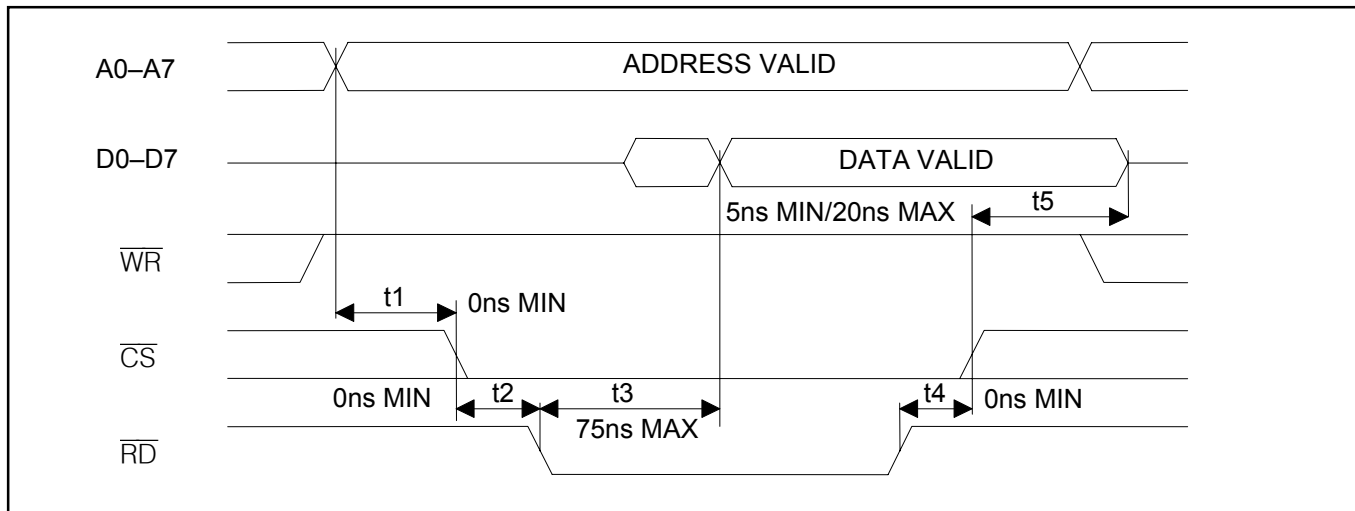 A0–A7
ADDRESS VALID
D0–D7
DATA VALID
5ns MIN/20ns MAX
t5
WR
t1
0ns MIN
CS
0ns MIN
t2
t3
t4
0ns MIN
75ns MAX
RD